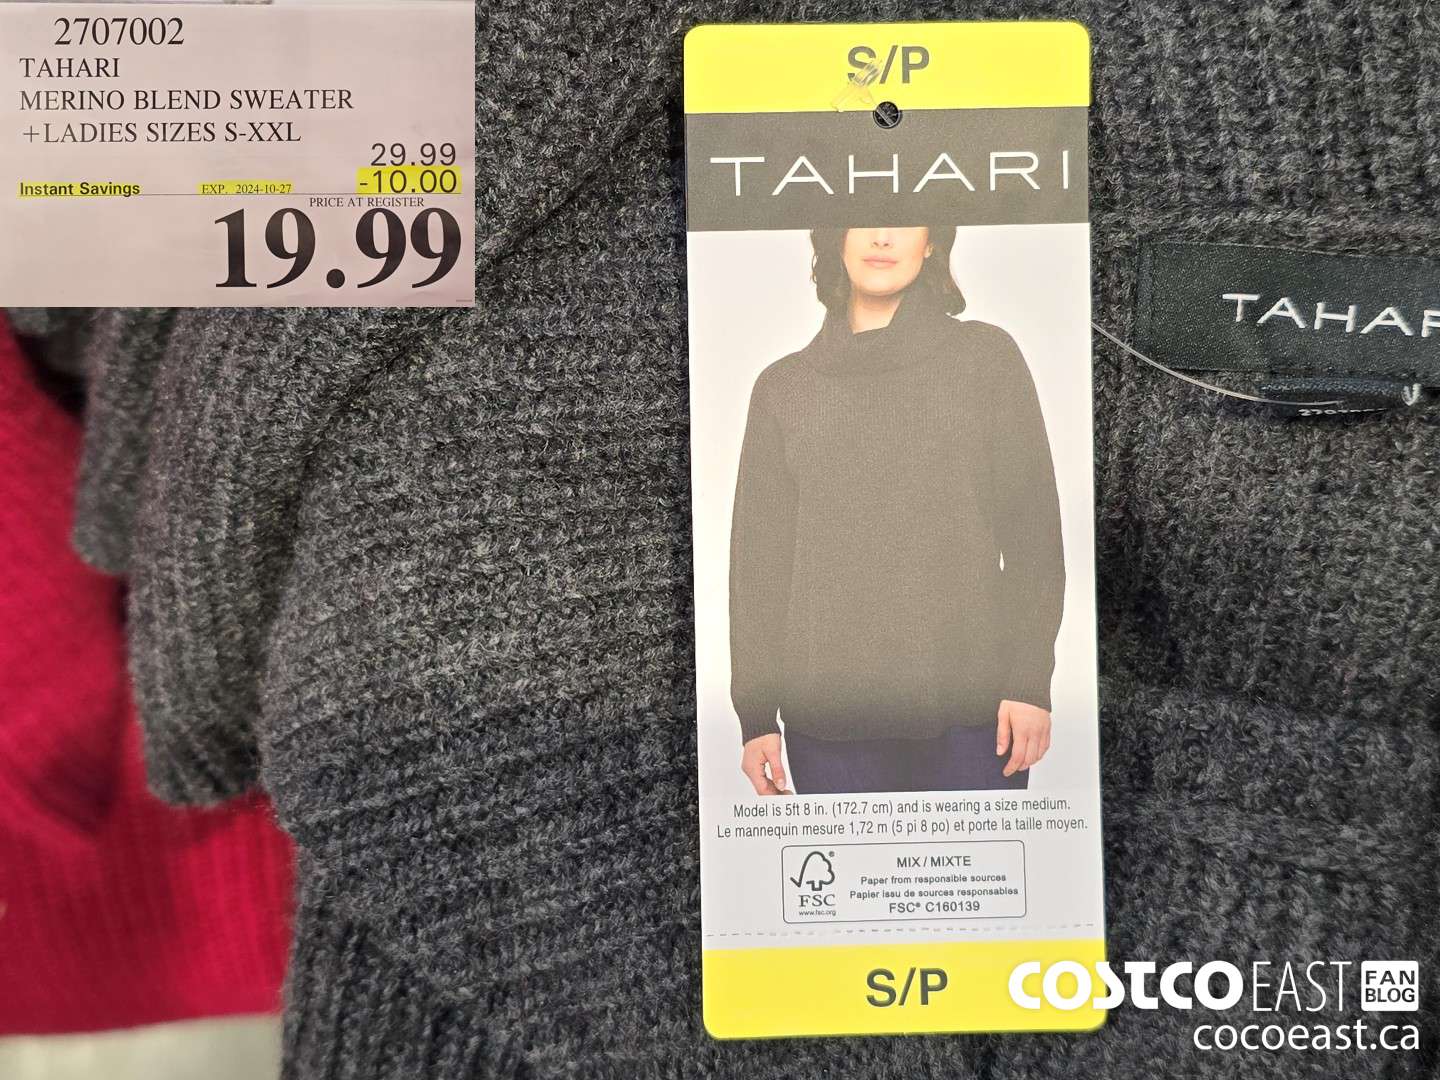 2707002
TAHARI
MERINO BLEND SWEATER
+LADIES SIZES S-XXL
29.99
Instant Savings EXP. 2024-10-27 -10.00
PRICE AT REGISTER
19.99
S/P
TAHARI
Model is 5ft 8 in. (172.7 cm) and is wearing a size medium.
Le mannequin mesure 1,72 m (5 pi 8 po) et porte la taille moyen.
FSC
www.fsc.org
MIX / MIXTE
Paper from responsible sources
Papier issu de sources responsables
FSC® C160139
S/P
TAHAR
COSTCO EAST FAN BLOG
cocoeast.ca